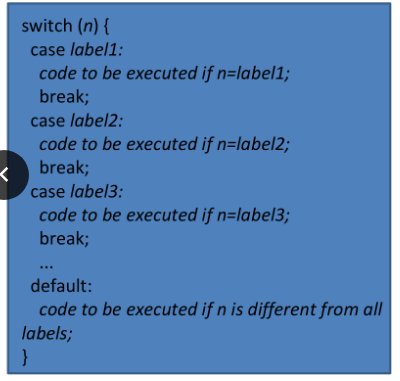 switch (n) {
case label1:
code to be executed if n=label1;
break;
case label2:
code to be executed if n=label2;
break;
case label3:
code to be executed if n=label3;
break;
...
default:
code to be executed if n is different from all
labels;
}